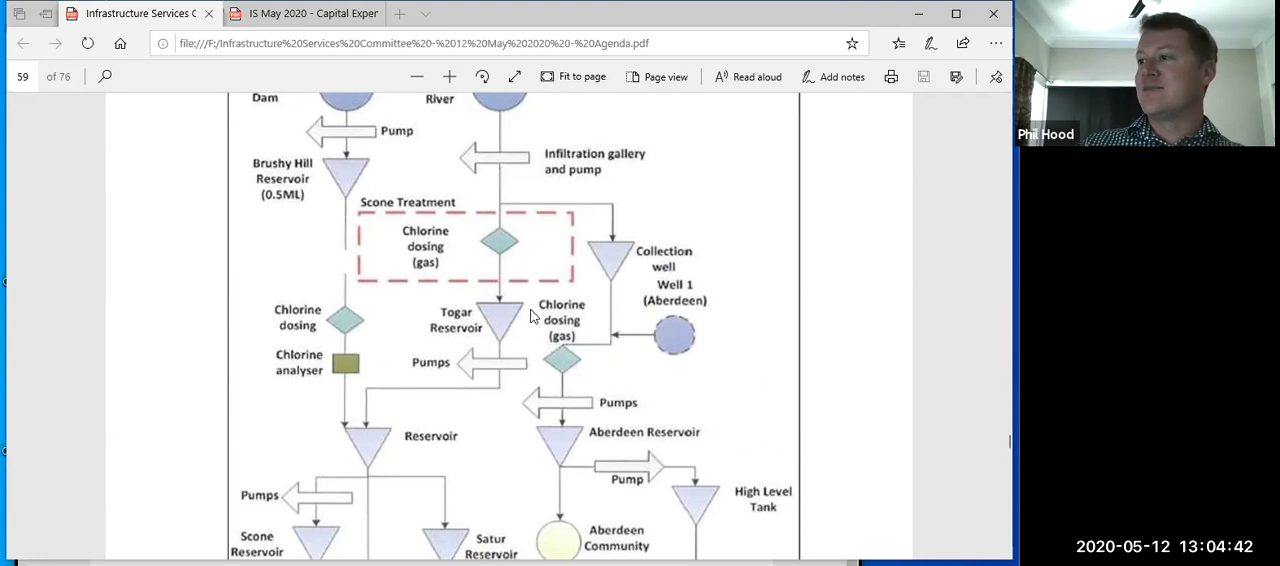 Infrastructure Services C
IS May 2020 - Capital Exper
file:///F:/Infrastructure%20Services%20Committee%20-%2012%20May%202020%20-%20Agenda.pdf
59 of 76
Fit to page
Page view
Read aloud
Add notes
Phil Hood
Dam
River
Pump
Infiltration gallery
and pump
Brushy Hill
Reservoir
(0.5ML)
Scone Treatment
Chlorine
dosing
(gas)
Collection
well
Well 1
(Aberdeen)
Chlorine
dosing
Togar
Reservoir
Chlorine
dosing
(gas)
Chlorine
analyser
Pumps
Pumps
Reservoir
Aberdeen Reservoir
Pump
Pumps
High Level
Tank
Scone
Reservoir
Satur
Reservoir
Aberdeen
Community
2020-05-12 13:04:42